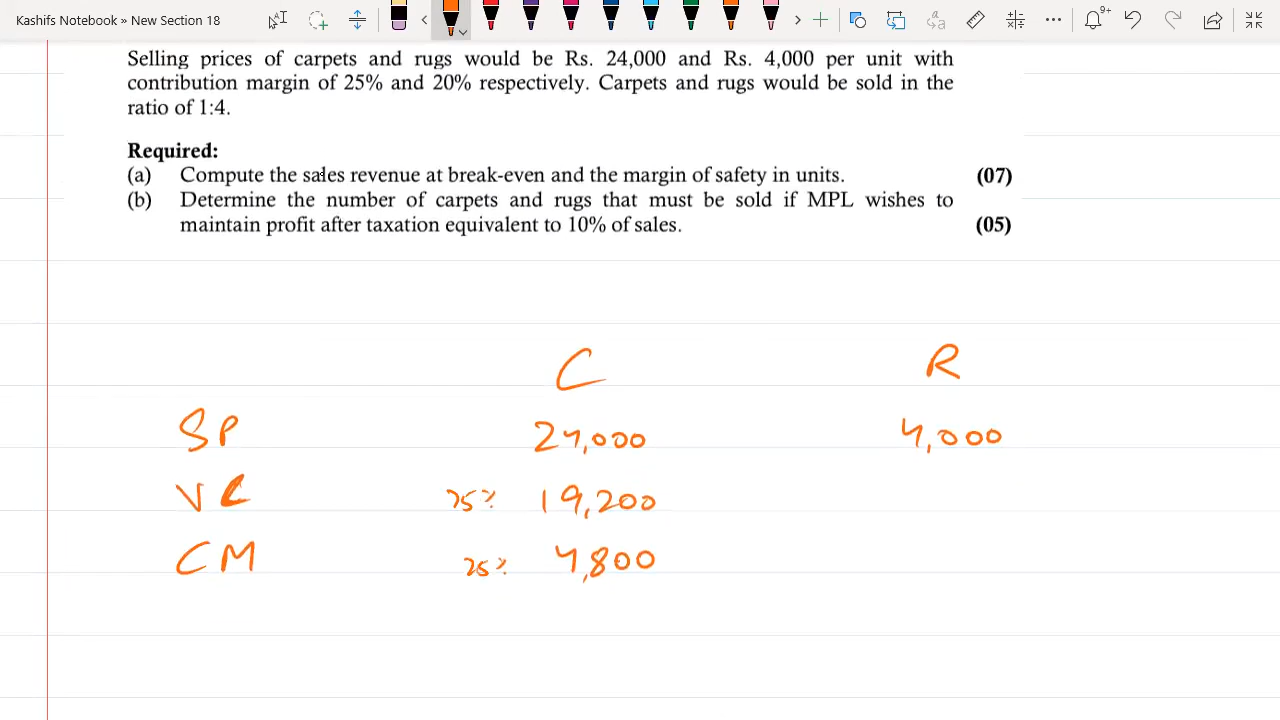 Kashifs Notebook » New Section 18
9+
Selling prices of carpets and rugs would be Rs. 24,000 and Rs. 4,000 per unit with
contribution margin of 25% and 20% respectively. Carpets and rugs would be sold in the
ratio of 1:4.
Required:
(a) Compute the sales revenue at break-even and the margin of safety in units. (07)
(b) Determine the number of carpets and rugs that must be sold if MPL wishes to
maintain profit after taxation equivalent to 10% of sales. (05)
C R
SP 24,000 4,000
VC 25% 19,200
CM 25% 4,800